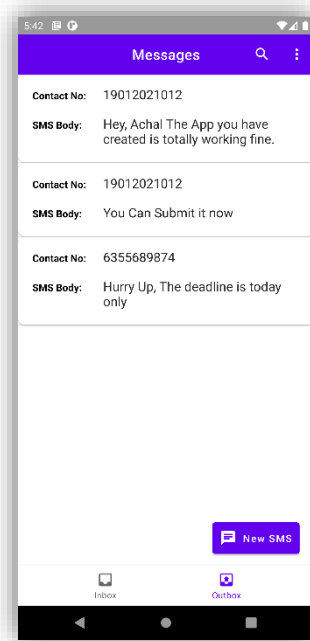 5:42
Messages
Contact No: 19012021012
SMS Body: Hey, Achal The App you have
created is totally working fine.
Contact No: 19012021012
SMS Body: You Can Submit it now
Contact No: 6355689874
SMS Body: Hurry Up, The deadline is today
only
New SMS
Inbox Outbox